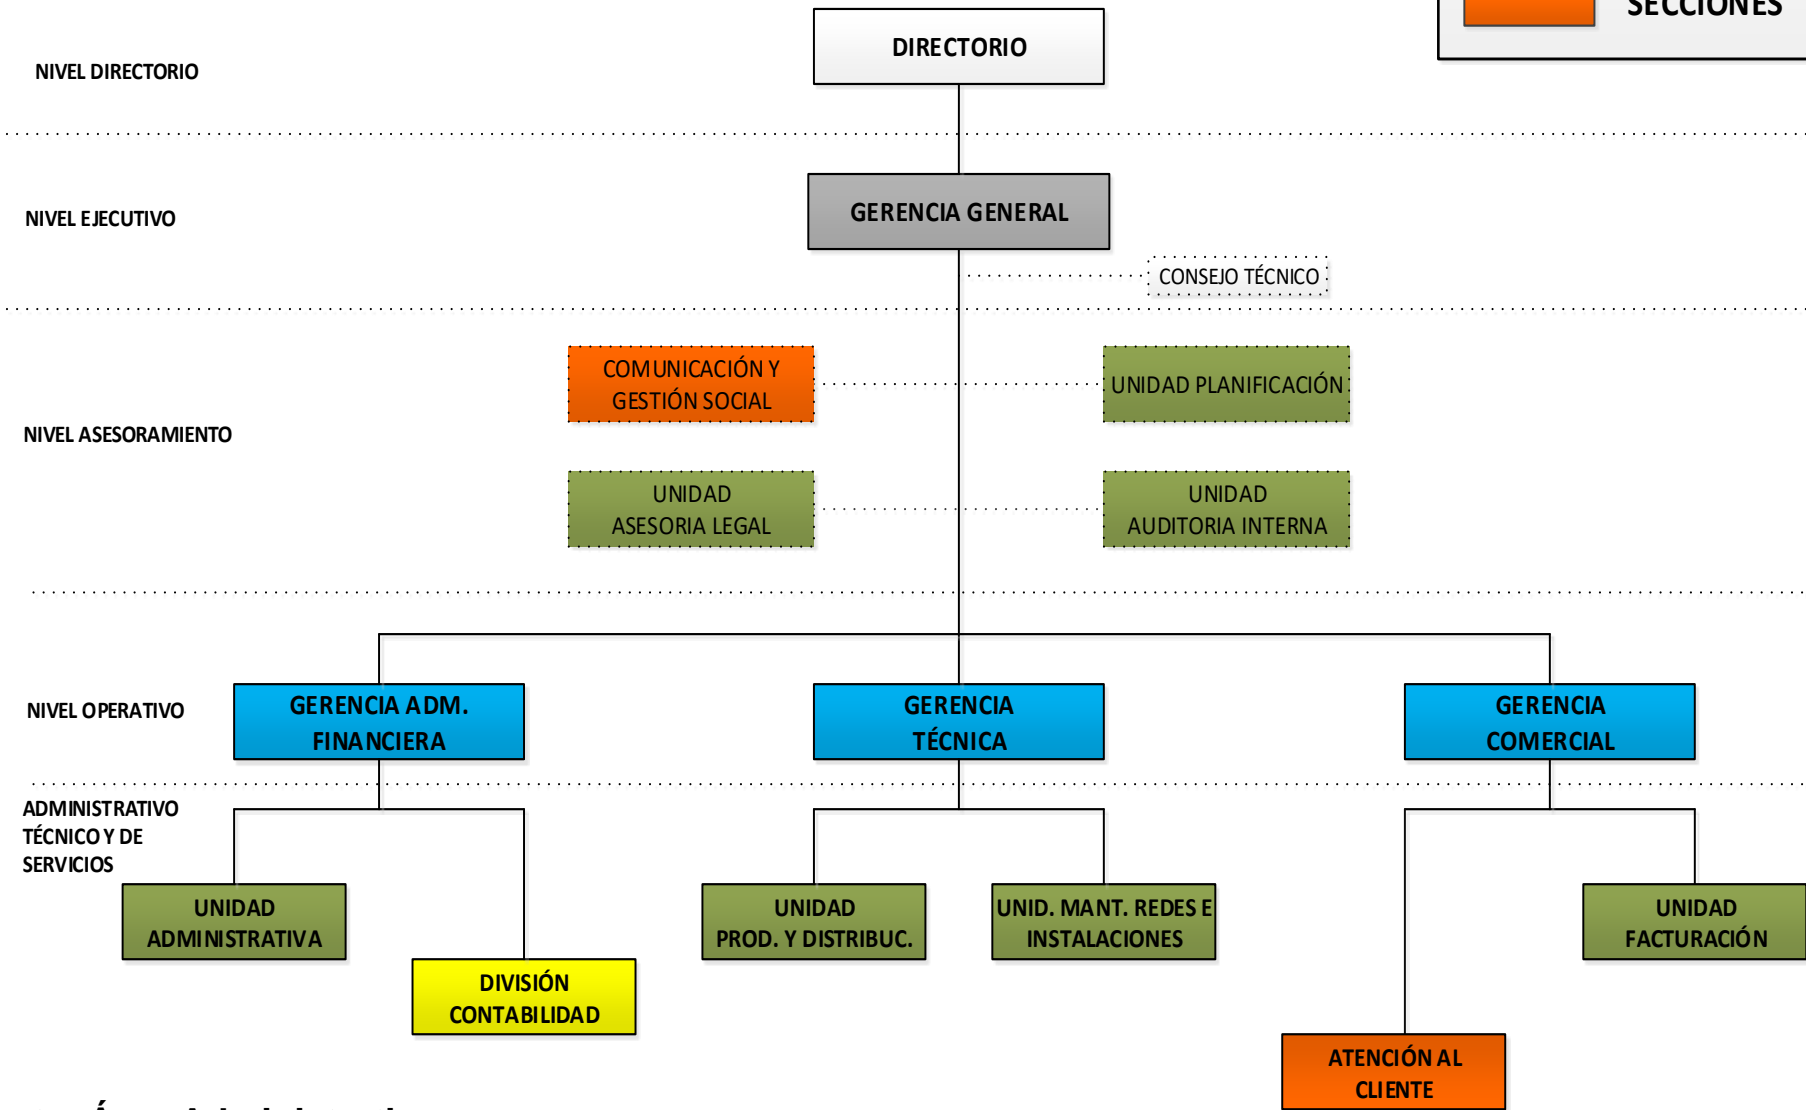 SECCIONES
DIRECTORIO
NIVEL DIRECTORIO
GERENCIA GENERAL
NIVEL EJECUTIVO
CONSEJO TÉCNICO
COMUNICACIÓN Y
GESTIÓN SOCIAL
UNIDAD PLANIFICACIÓN
NIVEL ASESORAMIENTO
UNIDAD
ASESORIA LEGAL
UNIDAD
AUDITORIA INTERNA
NIVEL OPERATIVO
GERENCIA ADM.
FINANCIERA
GERENCIA
TÉCNICA
GERENCIA
COMERCIAL
ADMINISTRATIVO
TÉCNICO Y DE
SERVICIOS
UNIDAD
ADMINISTRATIVA
UNIDAD
PROD. Y DISTRIBUC.
UNID. MANT. REDES E
INSTALACIONES
UNIDAD
FACTURACIÓN
DIVISIÓN
CONTABILIDAD
ATENCIÓN AL
CLIENTE